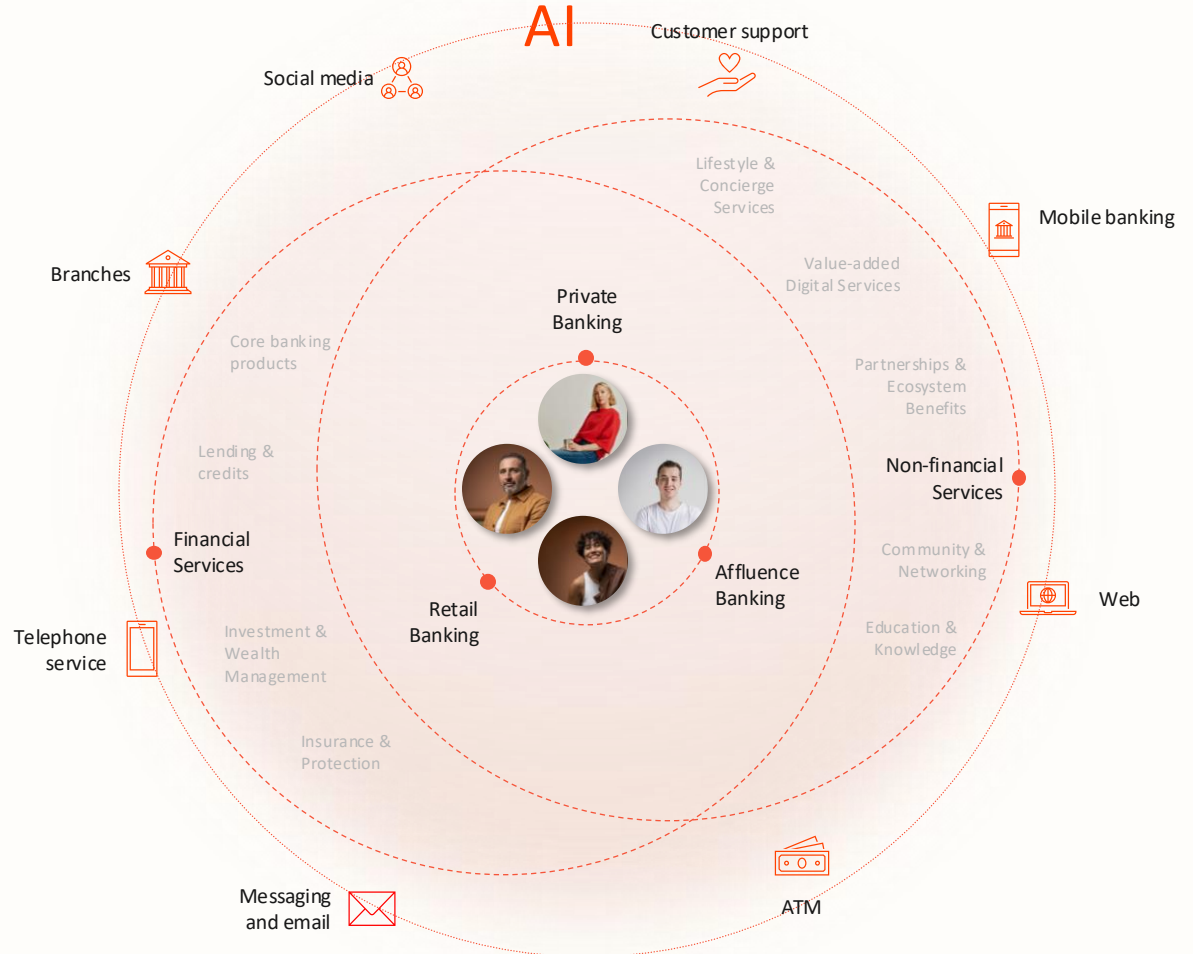 AI
Customer support
Social media
Lifestyle &
Concierge
Services
Mobile banking
Branches
Value-added
Digital Services
Private
Banking
Core banking
products
Partnerships &
Ecosystem
Benefits
Lending &
credits
Non-financial
Services
Financial
Services
Community &
Networking
Affluence
Banking
Web
Retail
Banking
Telephone
service
Investment &
Wealth
Management
Education &
Knowledge
Insurance &
Protection
Messaging
and email
ATM